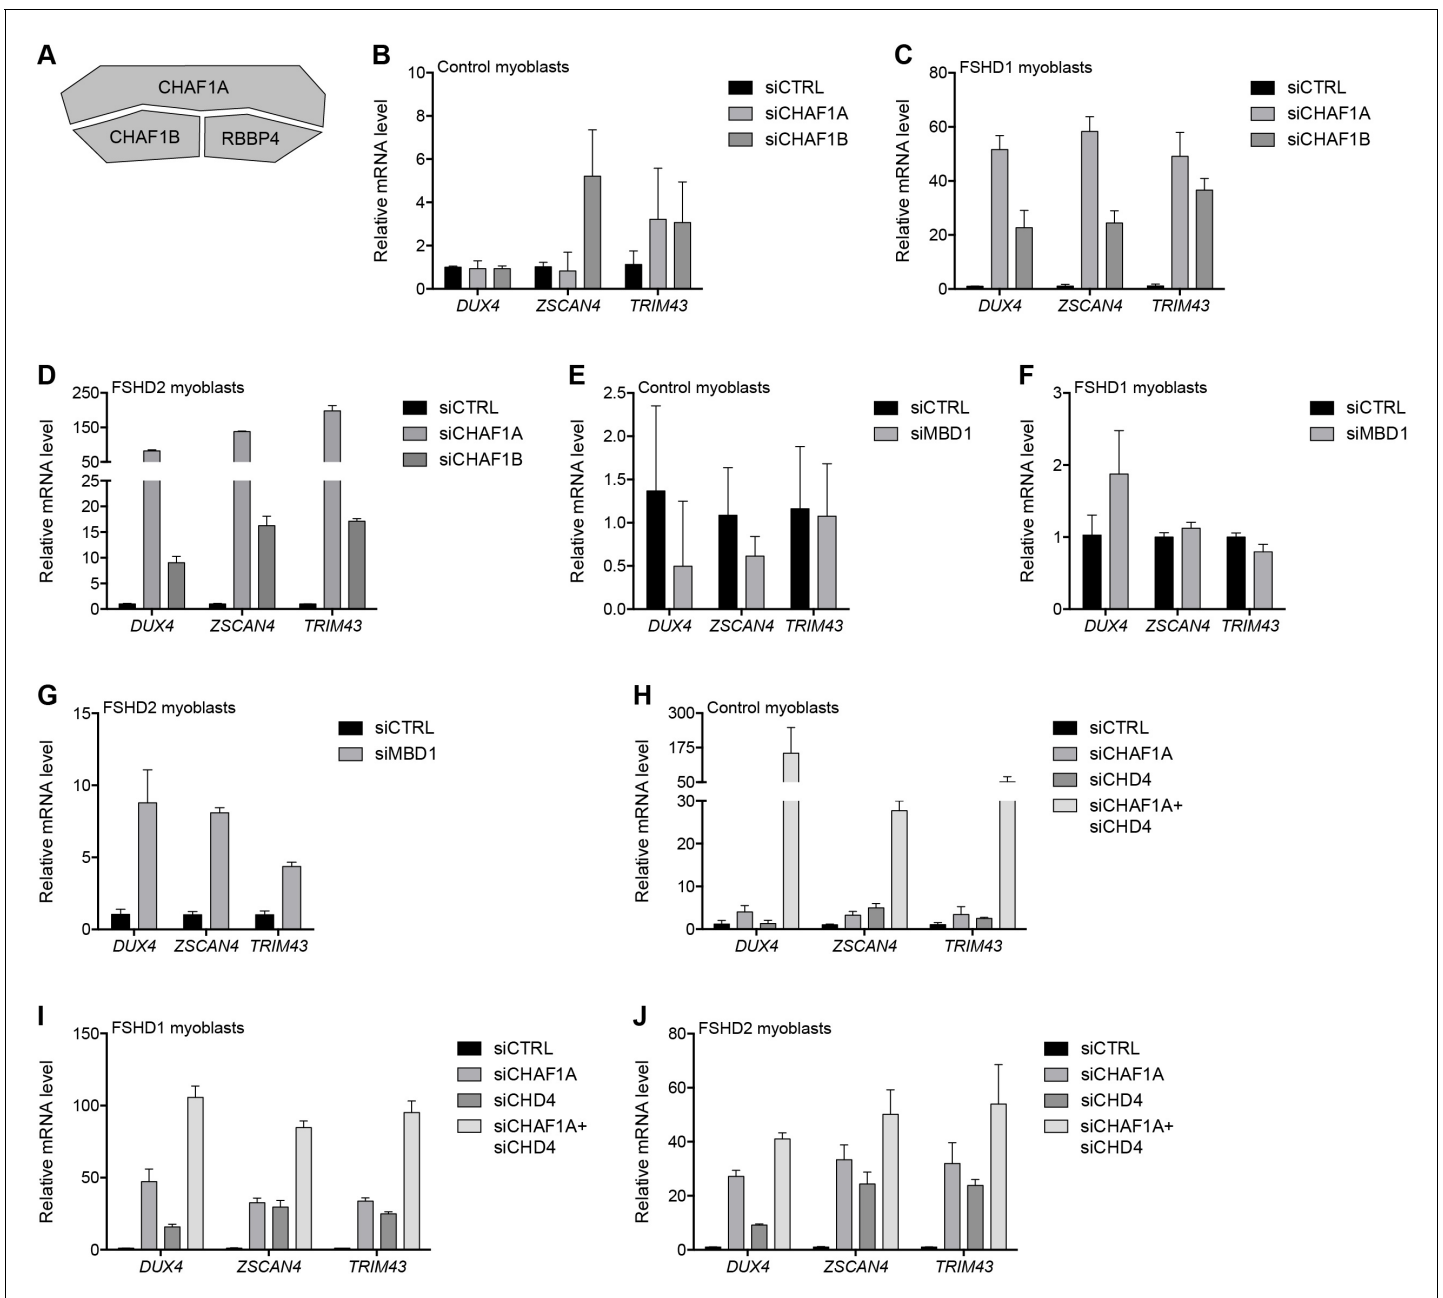 A
CHAF1A
CHAF1B
RBBP4
B
Control myoblasts
Relative mRNA level
10
8
6
4
2
0
DUX4 ZSCAN4 TRIM43
siCTRL
siCHAF1A
siCHAF1B
C
FSHD1 myoblasts
Relative mRNA level
80
60
40
20
0
DUX4 ZSCAN4 TRIM43
siCTRL
siCHAF1A
siCHAF1B
D
FSHD2 myoblasts
Relative mRNA level
250
150
50
25
20
15
10
5
0
DUX4 ZSCAN4 TRIM43
siCTRL
siCHAF1A
siCHAF1B
E
Control myoblasts
Relative mRNA level
2.5
2.0
1.5
1.0
0.5
0.0
DUX4 ZSCAN4 TRIM43
siCTRL
siMBD1
F
FSHD1 myoblasts
Relative mRNA level
3
2
1
0
DUX4 ZSCAN4 TRIM43
siCTRL
siMBD1
G
FSHD2 myoblasts
Relative mRNA level
15
10
5
0
DUX4 ZSCAN4 TRIM43
siCTRL
siMBD1
H
Control myoblasts
Relative mRNA level
300
175
50
30
20
10
0
DUX4 ZSCAN4 TRIM43
siCTRL
siCHAF1A
siCHD4
siCHAF1A+
siCHD4
I
FSHD1 myoblasts
Relative mRNA level
150
100
50
0
DUX4 ZSCAN4 TRIM43
siCTRL
siCHAF1A
siCHD4
siCHAF1A+
siCHD4
J
FSHD2 myoblasts
Relative mRNA level
80
60
40
20
0
DUX4 ZSCAN4 TRIM43
siCTRL
siCHAF1A
siCHD4
siCHAF1A+
siCHD4